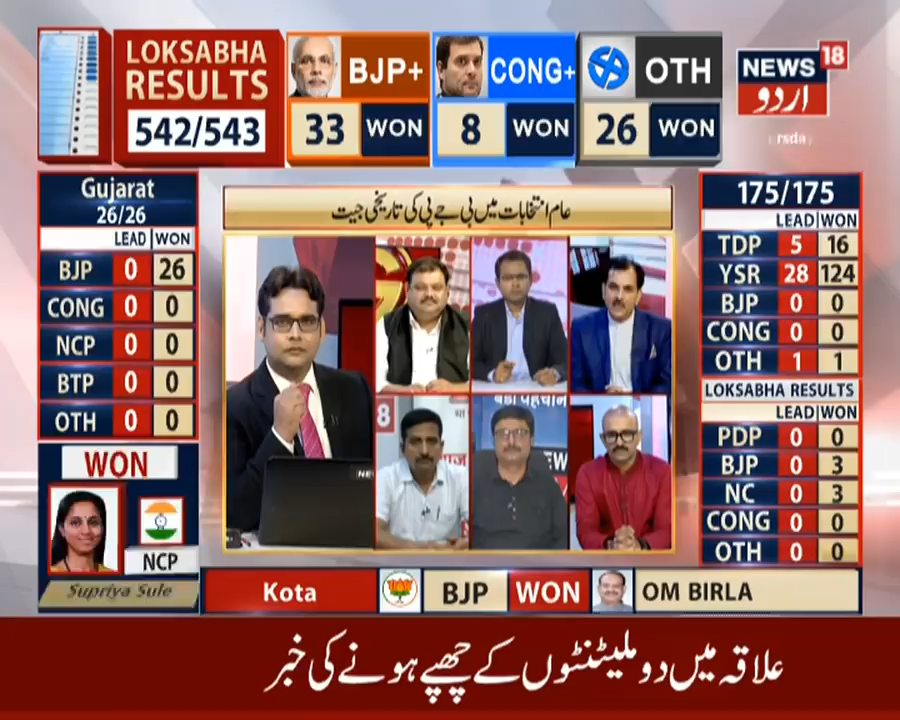 LOKSABHA
RESULTS
542/543
BJP+
33 WON
CONG+
8 WON
OTH
26 WON
NEWS 18
اردو
Gujarat
26/26
LEAD WON
BJP 0 26
CONG 0 0
NCP 0 0
BTP 0 0
OTH 0 0
WON
NCP
Supriya Sule
عام انتخابات میں بی جے پی کی تاریخی جیت
8
NEW
175/175
LEAD WON
TDP 5 16
YSR 28 124
BJP 0 0
CONG 0 0
OTH 1 1
LOKSABHA RESULTS
LEAD WON
PDP 0 0
BJP 0 3
NC 0 3
CONG 0 0
OTH 0 0
Kota BJP WON OM BIRLA
علاقہ میں دو ملیٹنٹوں کے چھپے ہونے کی خبر